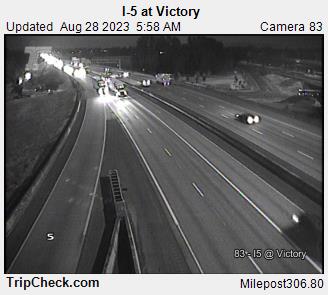 I-5 at Victory
Updated Aug 28 2023 5:58 AM
Camera 83
S
83 - I5 @ Victory
TripCheck.com
Milepost306.80